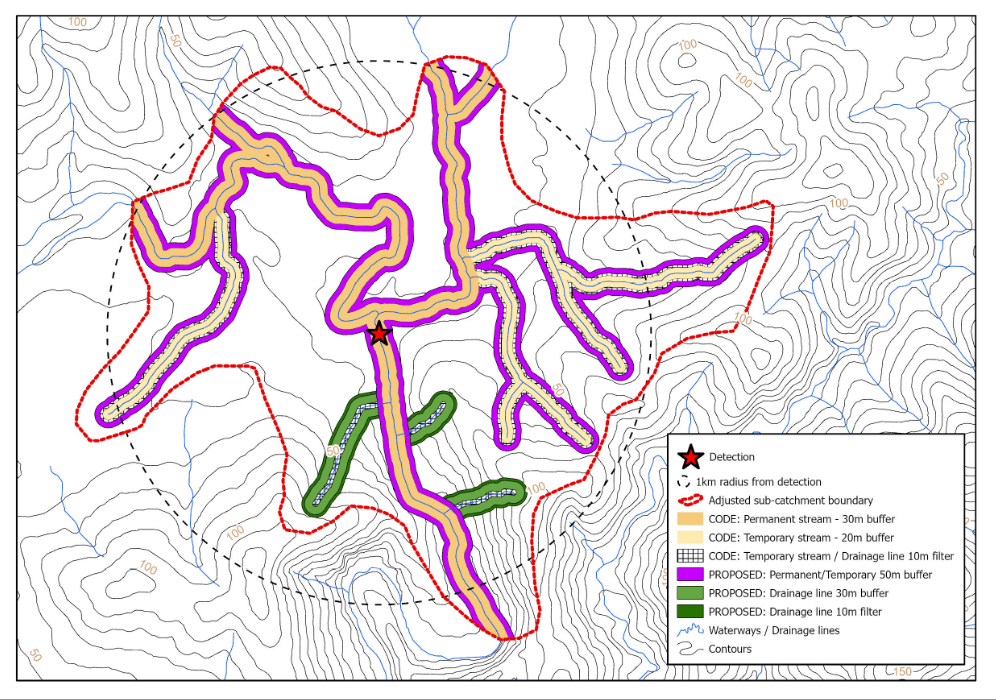 100
50
100
100
50
100
100
50
50
100
100
100
50
150
Detection
1km radius from detection
Adjusted sub-catchment boundary
CODE: Permanent stream - 30m buffer
CODE: Temporary stream - 20m buffer
CODE: Temporary stream / Drainage line 10m filter
PROPOSED: Permanent/Temporary 50m buffer
PROPOSED: Drainage line 30m buffer
PROPOSED: Drainage line 10m filter
Waterways / Drainage lines
Contours